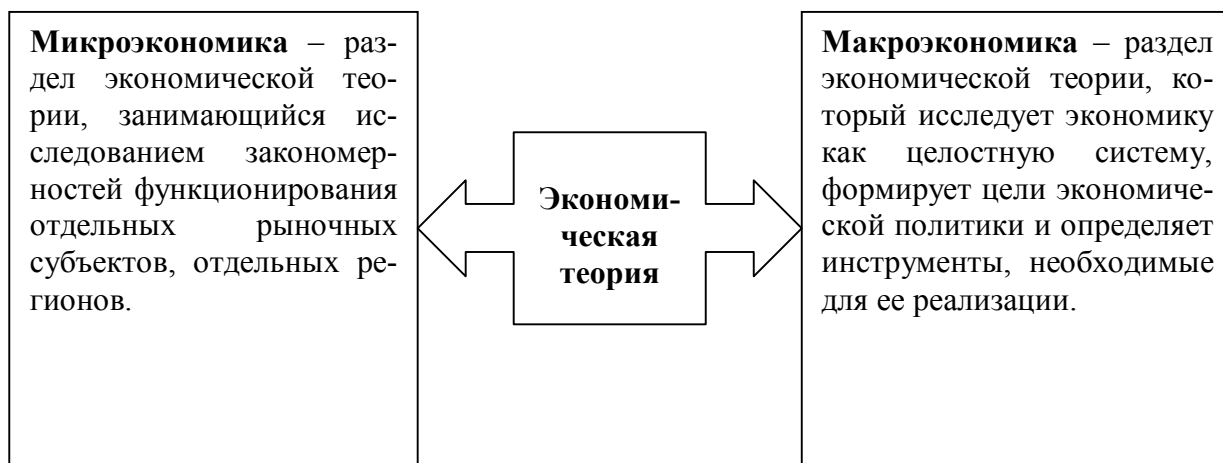 Микроэкономика – раз-
дел экономической тео-
рии, занимающийся ис-
следованием закономер-
ностей функционирования
отдельных рыночных
субъектов, отдельных ре-
гионов.
Экономи-
ческая
теория
Макроэкономика – раздел
экономической теории, ко-
торый исследует экономику
как целостную систему,
формирует цели экономиче-
ской политики и определяет
инструменты, необходимые
для ее реализации.